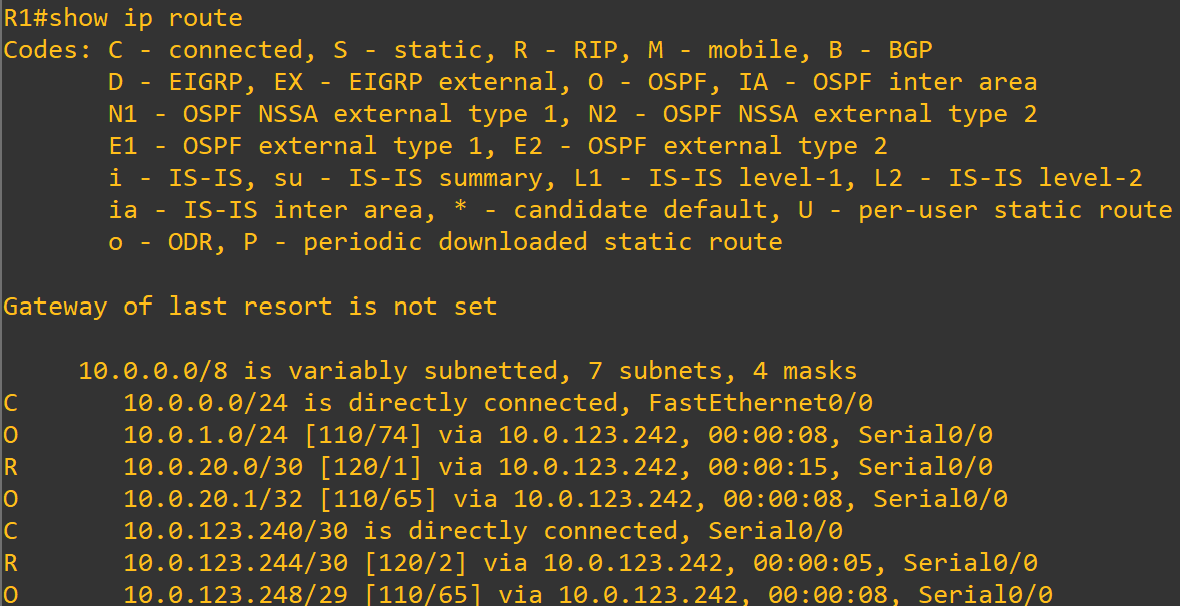 R1#show ip route
Codes: C - connected, S - static, R - RIP, M - mobile, B - BGP
       D - EIGRP, EX - EIGRP external, O - OSPF, IA - OSPF inter area
       N1 - OSPF NSSA external type 1, N2 - OSPF NSSA external type 2
       E1 - OSPF external type 1, E2 - OSPF external type 2
       i - IS-IS, su - IS-IS summary, L1 - IS-IS level-1, L2 - IS-IS level-2
       ia - IS-IS inter area, * - candidate default, U - per-user static route
       o - ODR, P - periodic downloaded static route
Gateway of last resort is not set
     10.0.0.0/8 is variably subnetted, 7 subnets, 4 masks
C       10.0.0.0/24 is directly connected, FastEthernet0/0
O       10.0.1.0/24 [110/74] via 10.0.123.242, 00:00:08, Serial0/0
R       10.0.20.0/30 [120/1] via 10.0.123.242, 00:00:15, Serial0/0
O       10.0.20.1/32 [110/65] via 10.0.123.242, 00:00:08, Serial0/0
C       10.0.123.240/30 is directly connected, Serial0/0
R       10.0.123.244/30 [120/2] via 10.0.123.242, 00:00:05, Serial0/0
O       10.0.123.248/29 [110/65] via 10.0.123.242, 00:00:08, Serial0/0